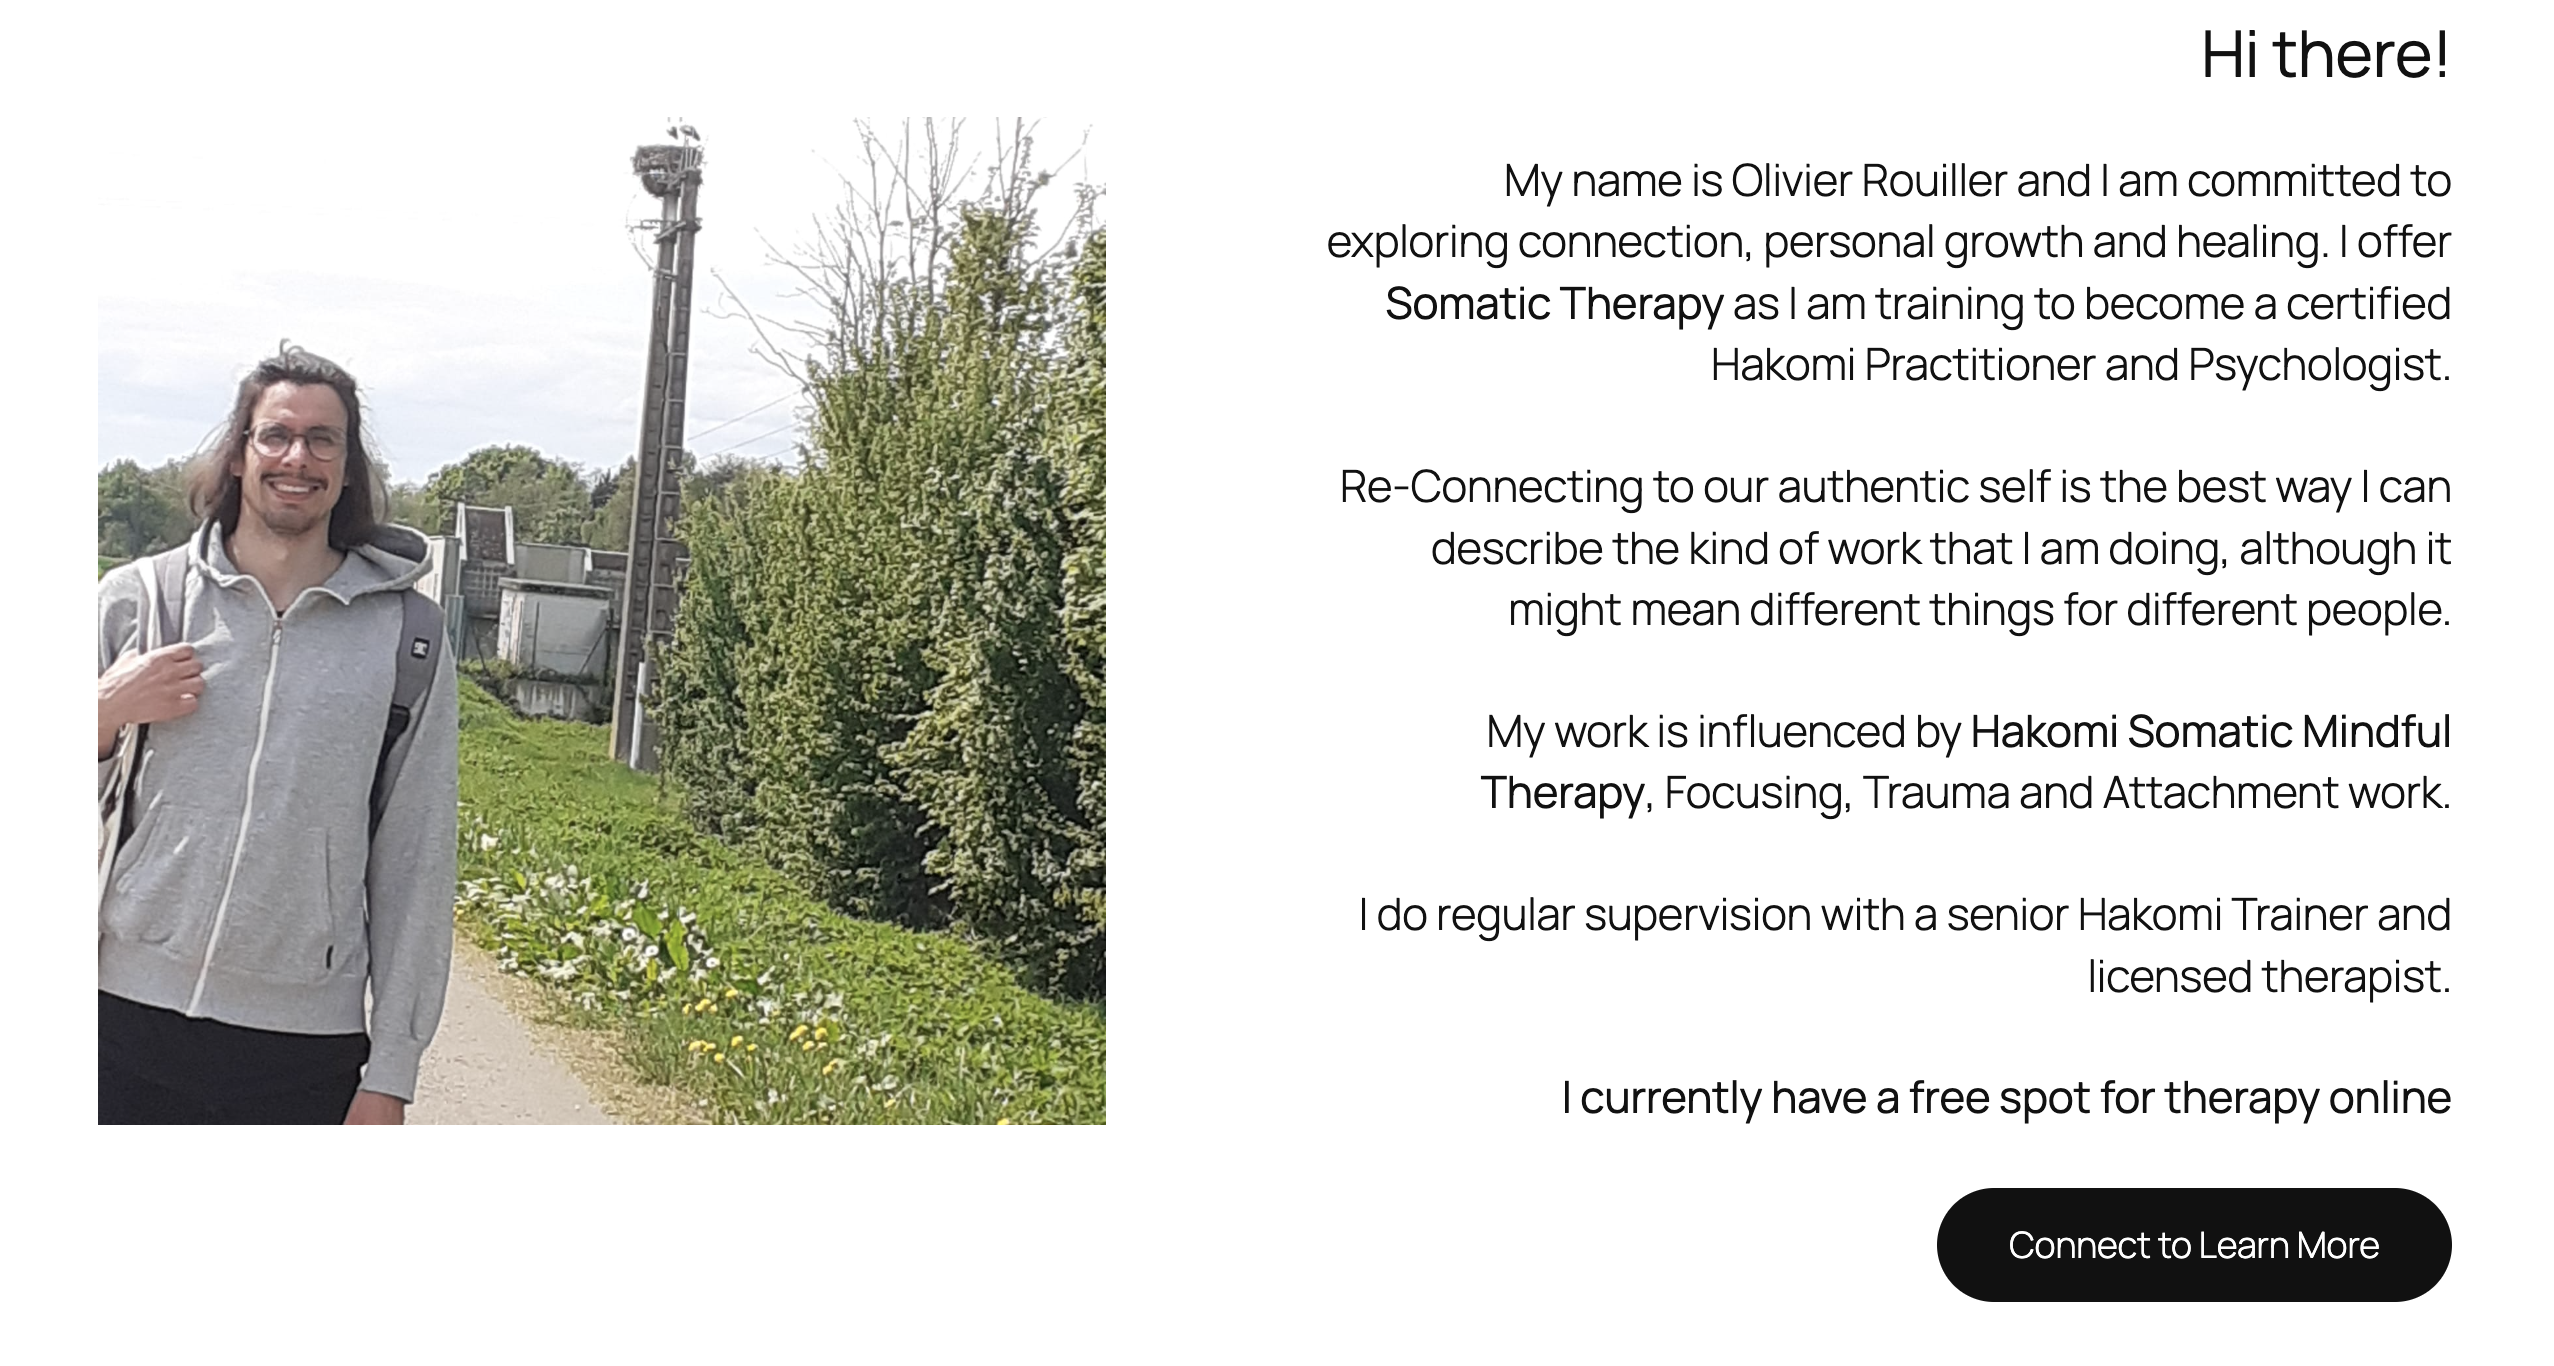 Hi there!
My name is Olivier Rouiller and I am committed to
exploring connection, personal growth and healing. I offer
Somatic Therapy as I am training to become a certified
Hakomi Practitioner and Psychologist.
Re-Connecting to our authentic self is the best way I can
describe the kind of work that I am doing, although it
might mean different things for different people.
My work is influenced by Hakomi Somatic Mindful
Therapy, Focusing, Trauma and Attachment work.
I do regular supervision with a senior Hakomi Trainer and
licensed therapist.
I currently have a free spot for therapy online
Connect to Learn More